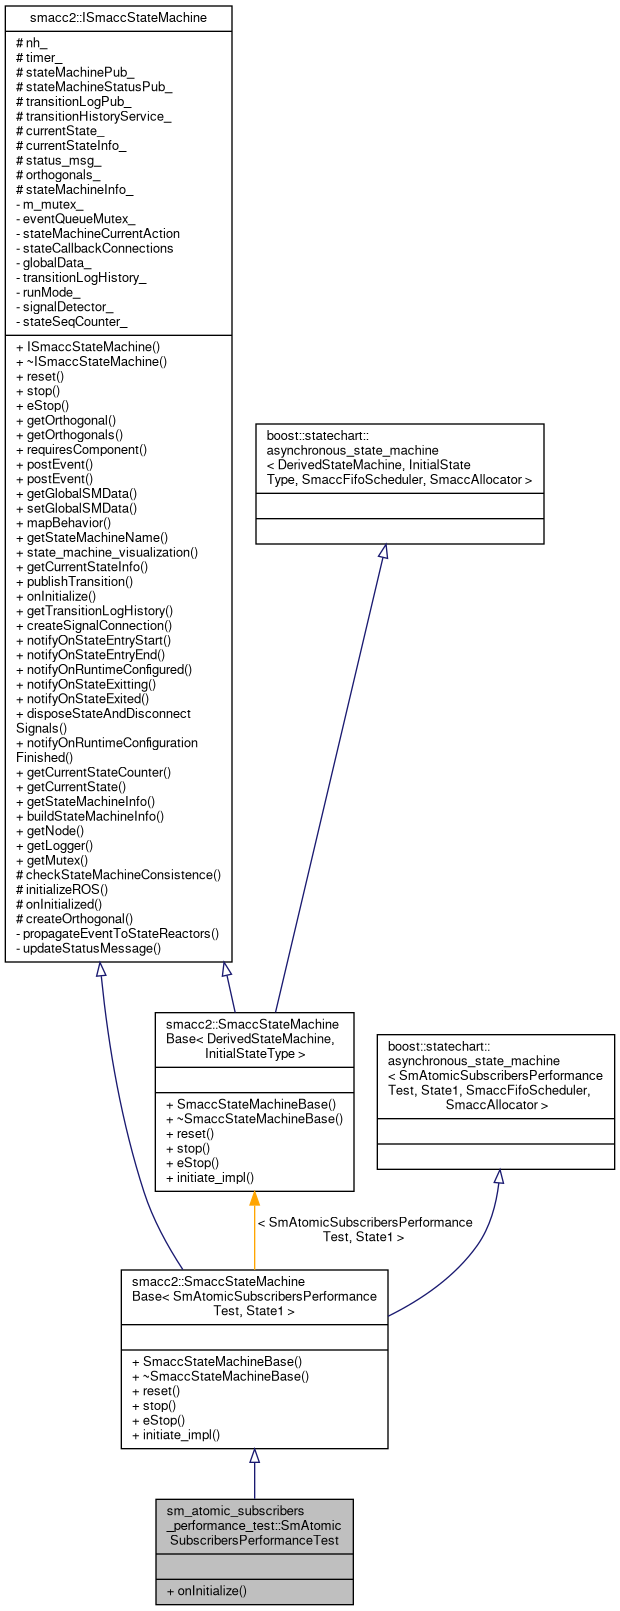 smacc2::ISmaccStateMachine
# nh_
# timer_
# stateMachinePub_
# stateMachineStatusPub_
# transitionLogPub_
# transitionHistoryService_
# currentState_
# currentStateInfo_
# status_msg_
# orthogonals_
# stateMachineInfo_
- m_mutex_
- eventQueueMutex_
- stateMachineCurrentAction
- stateCallbackConnections
- globalData_
- transitionLogHistory_
- runMode_
- signalDetector_
- stateSeqCounter_
+ ISmaccStateMachine()
+ ~ISmaccStateMachine()
+ reset()
+ stop()
+ eStop()
+ getOrthogonal()
+ getOrthogonals()
+ requiresComponent()
+ postEvent()
+ postEvent()
+ getGlobalSMData()
+ setGlobalSMData()
+ mapBehavior()
+ getStateMachineName()
+ state_machine_visualization()
+ getCurrentStateInfo()
+ publishTransition()
+ onInitialize()
+ getTransitionLogHistory()
+ createSignalConnection()
+ notifyOnStateEntryStart()
+ notifyOnStateEntryEnd()
+ notifyOnRuntimeConfigured()
+ notifyOnStateExitting()
+ notifyOnStateExited()
+ disposeStateAndDisconnect
Signals()
+ notifyOnRuntimeConfiguration
Finished()
+ getCurrentStateCounter()
+ getCurrentState()
+ getStateMachineInfo()
+ buildStateMachineInfo()
+ getNode()
+ getLogger()
+ getMutex()
# checkStateMachineConsistence()
# initializeROS()
# onInitialized()
# createOrthogonal()
- propagateEventToStateReactors()
- updateStatusMessage()
boost::statechart::
asynchronous_state_machine
< DerivedStateMachine, InitialState
Type, SmaccFifoScheduler, SmaccAllocator >
smacc2::SmaccStateMachine
Base< DerivedStateMachine,
InitialStateType >
+ SmaccStateMachineBase()
+ ~SmaccStateMachineBase()
+ reset()
+ stop()
+ eStop()
+ initiate_impl()
boost::statechart::
asynchronous_state_machine
< SmAtomicSubscribersPerformance
Test, State1, SmaccFifoScheduler,
SmaccAllocator >
< SmAtomicSubscribersPerformance
Test, State1 >
smacc2::SmaccStateMachine
Base< SmAtomicSubscribersPerformance
Test, State1 >
+ SmaccStateMachineBase()
+ ~SmaccStateMachineBase()
+ reset()
+ stop()
+ eStop()
+ initiate_impl()
sm_atomic_subscribers
_performance_test::SmAtomic
SubscribersPerformanceTest
+ onInitialize()